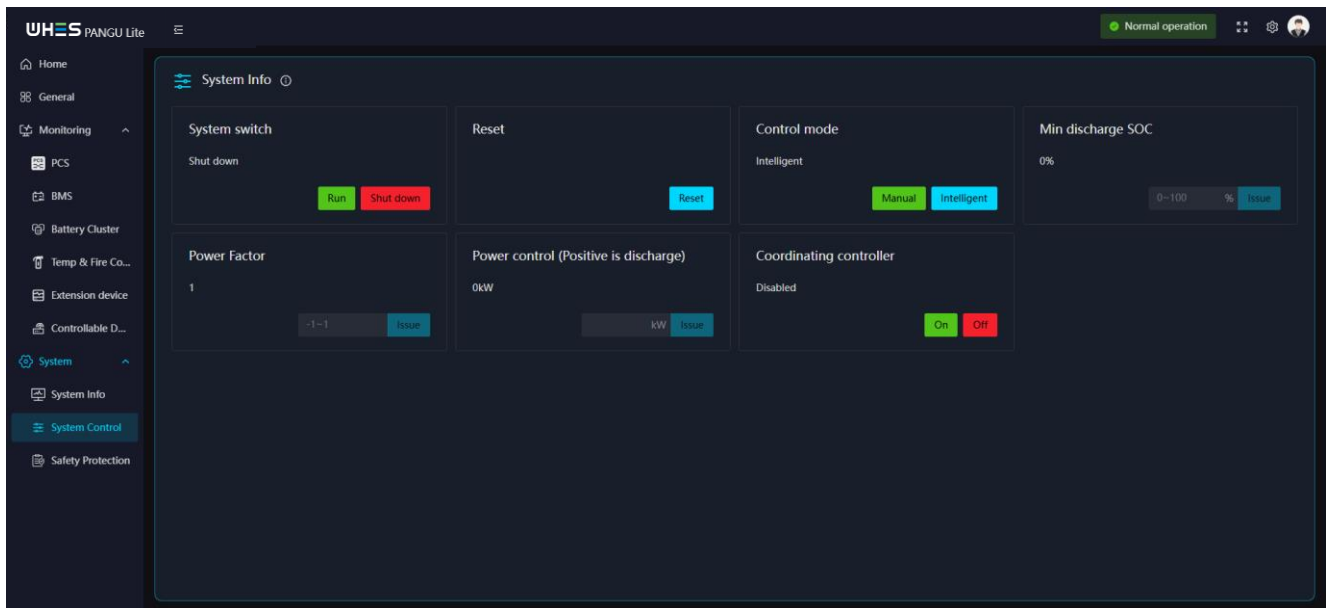 WHES PANGU Lite
Normal operation
Home
General
Monitoring
PCS
BMS
Battery Cluster
Temp & Fire Co...
Extension device
Controllable D...
System
System Info
System Control
Safety Protection
System Info
System switch
Shut down
Run Shut down
Reset
Reset
Control mode
Intelligent
Manual Intelligent
Min discharge SOC
0%
0~100 % Issue
Power Factor
1
-1~1 Issue
Power control (Positive is discharge)
0kW
kW Issue
Coordinating controller
Disabled
On Off